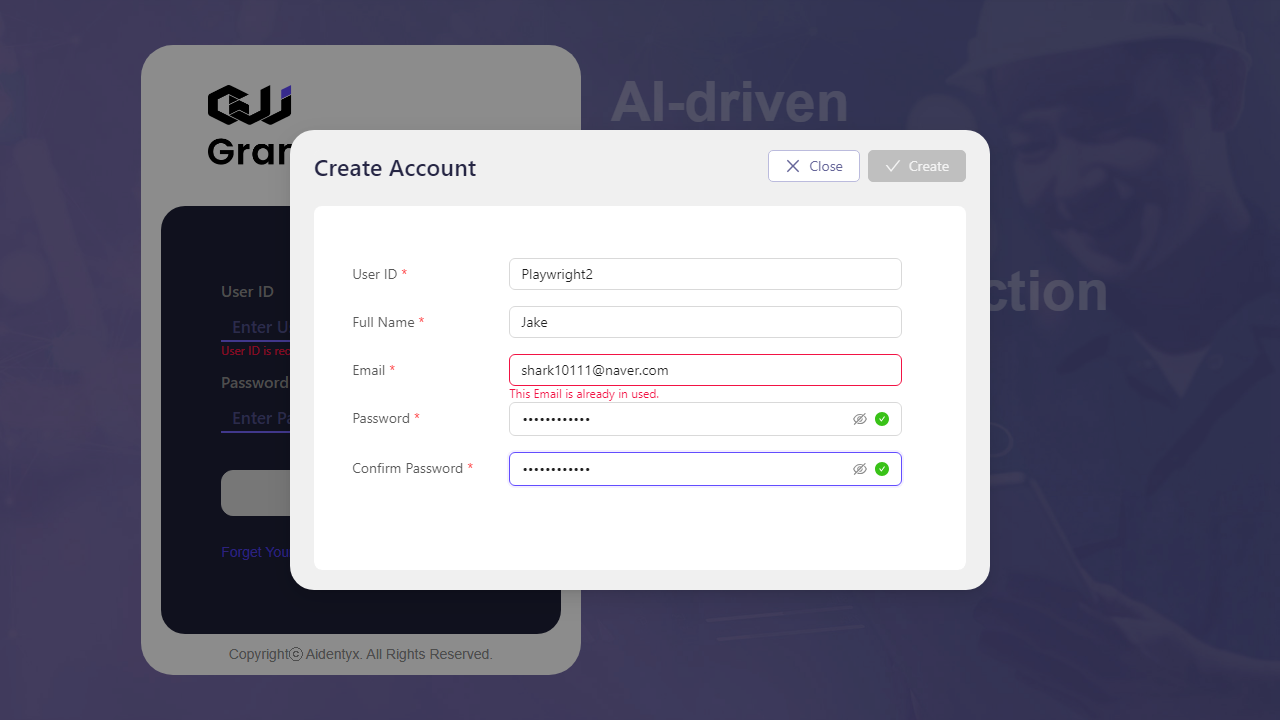 AI-driven
Gran
Create Account
Close
Create
ction
User ID *
Playwright2
Full Name *
Jake
Email *
shark10111@naver.com
This Email is already in used.
Password *
••••••••••••
Confirm Password *
••••••••••••
User ID
Enter U
User ID is rec
Password
Enter Pa
Forget You
Copyrightⓒ Aidentyx. All Rights Reserved.